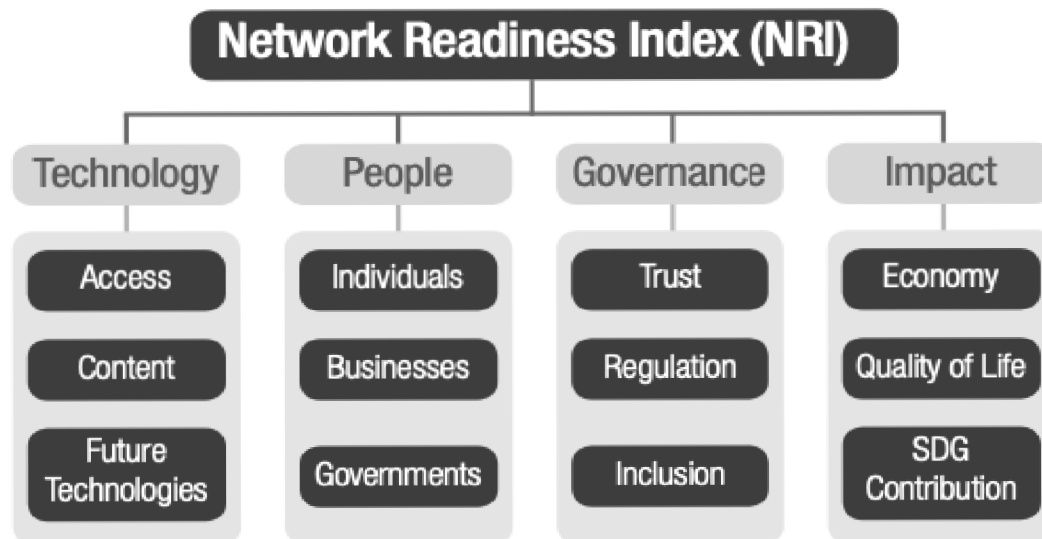 Network Readiness Index (NRI)
Technology
Access
Content
Future
Technologies
People
Individuals
Businesses
Governments
Governance
Trust
Regulation
Inclusion
Impact
Economy
Quality of Life
SDG
Contribution